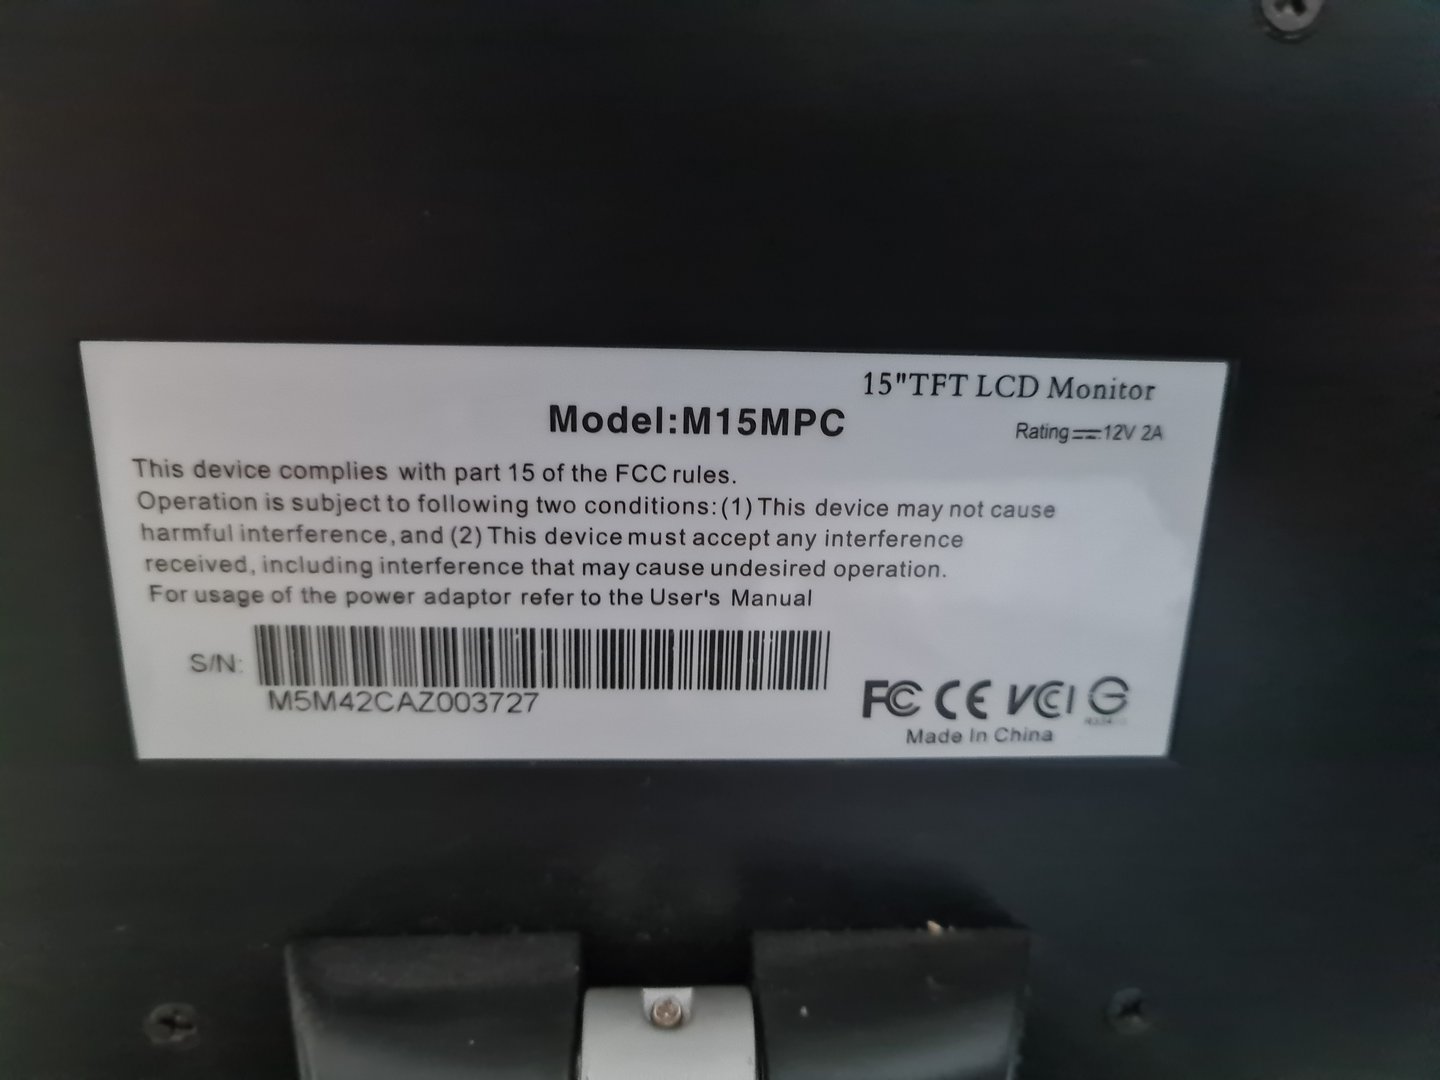 15"TFT LCD Monitor
Model:M15MPC
Rating⎓:12V 2A
This device complies with part 15 of the FCC rules.
Operation is subject to following two conditions:(1) This device may not cause
harmful interference, and (2) This device must accept any interference
received, including interference that may cause undesired operation.
For usage of the power adaptor refer to the User's Manual
S/N:
M5M42CAZ003727
FC CE VCI
Made In China